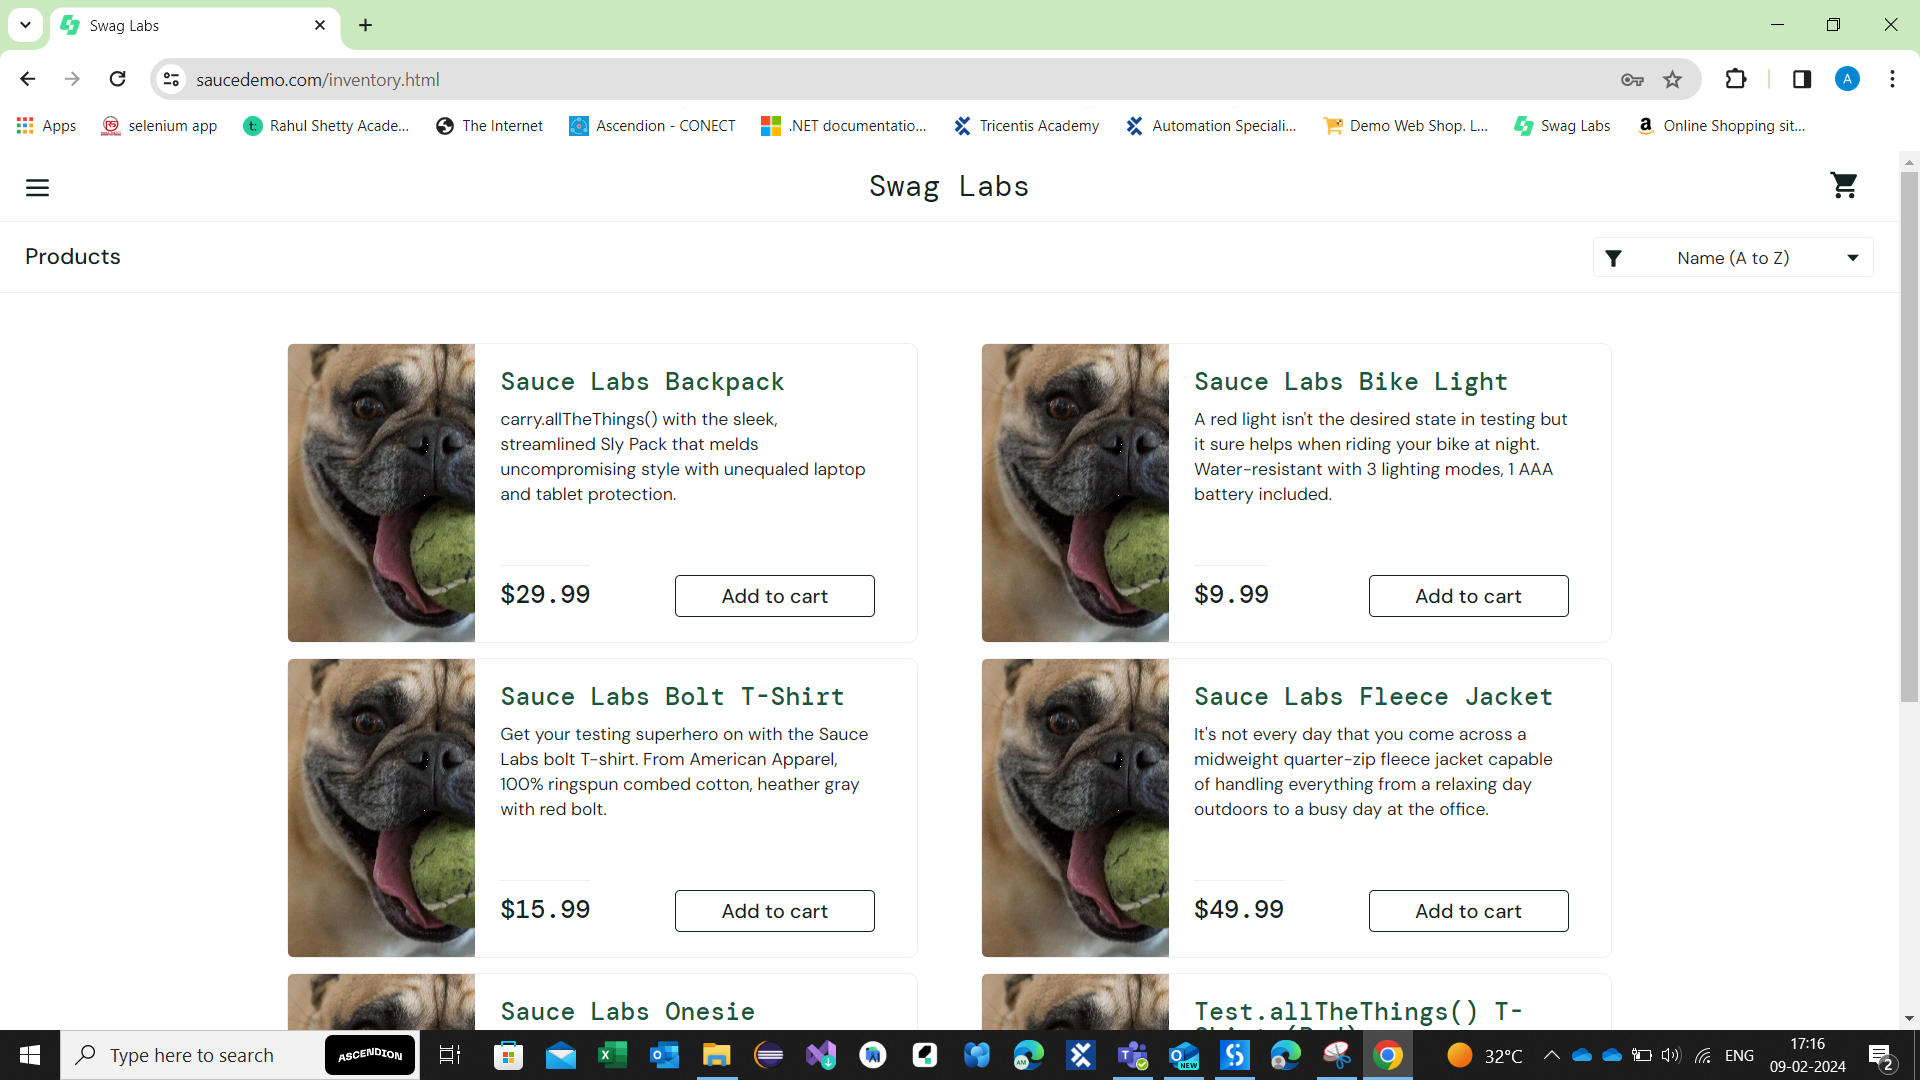 Swag Labs
saucedemo.com/inventory.html
A
Apps
selenium app
Rahul Shetty Acade...
The Internet
Ascendion - CONECT
.NET documentatio...
Tricentis Academy
Automation Speciali...
Demo Web Shop. L...
Swag Labs
Online Shopping sit...
Swag Labs
Products
Name (A to Z)
Sauce Labs Backpack
carry.allTheThings() with the sleek,
streamlined Sly Pack that melds
uncompromising style with unequaled laptop
and tablet protection.
$29.99
Add to cart
Sauce Labs Bike Light
A red light isn't the desired state in testing but
it sure helps when riding your bike at night.
Water-resistant with 3 lighting modes, 1 AAA
battery included.
$9.99
Add to cart
Sauce Labs Bolt T-Shirt
Get your testing superhero on with the Sauce
Labs bolt T-shirt. From American Apparel,
100% ringspun combed cotton, heather gray
with red bolt.
$15.99
Add to cart
Sauce Labs Fleece Jacket
It's not every day that you come across a
midweight quarter-zip fleece jacket capable
of handling everything from a relaxing day
outdoors to a busy day at the office.
$49.99
Add to cart
Sauce Labs Onesie
Test.allTheThings() T-
Type here to search
ASCENDION
NEW
32°C
ENG
17:16
09-02-2024
2